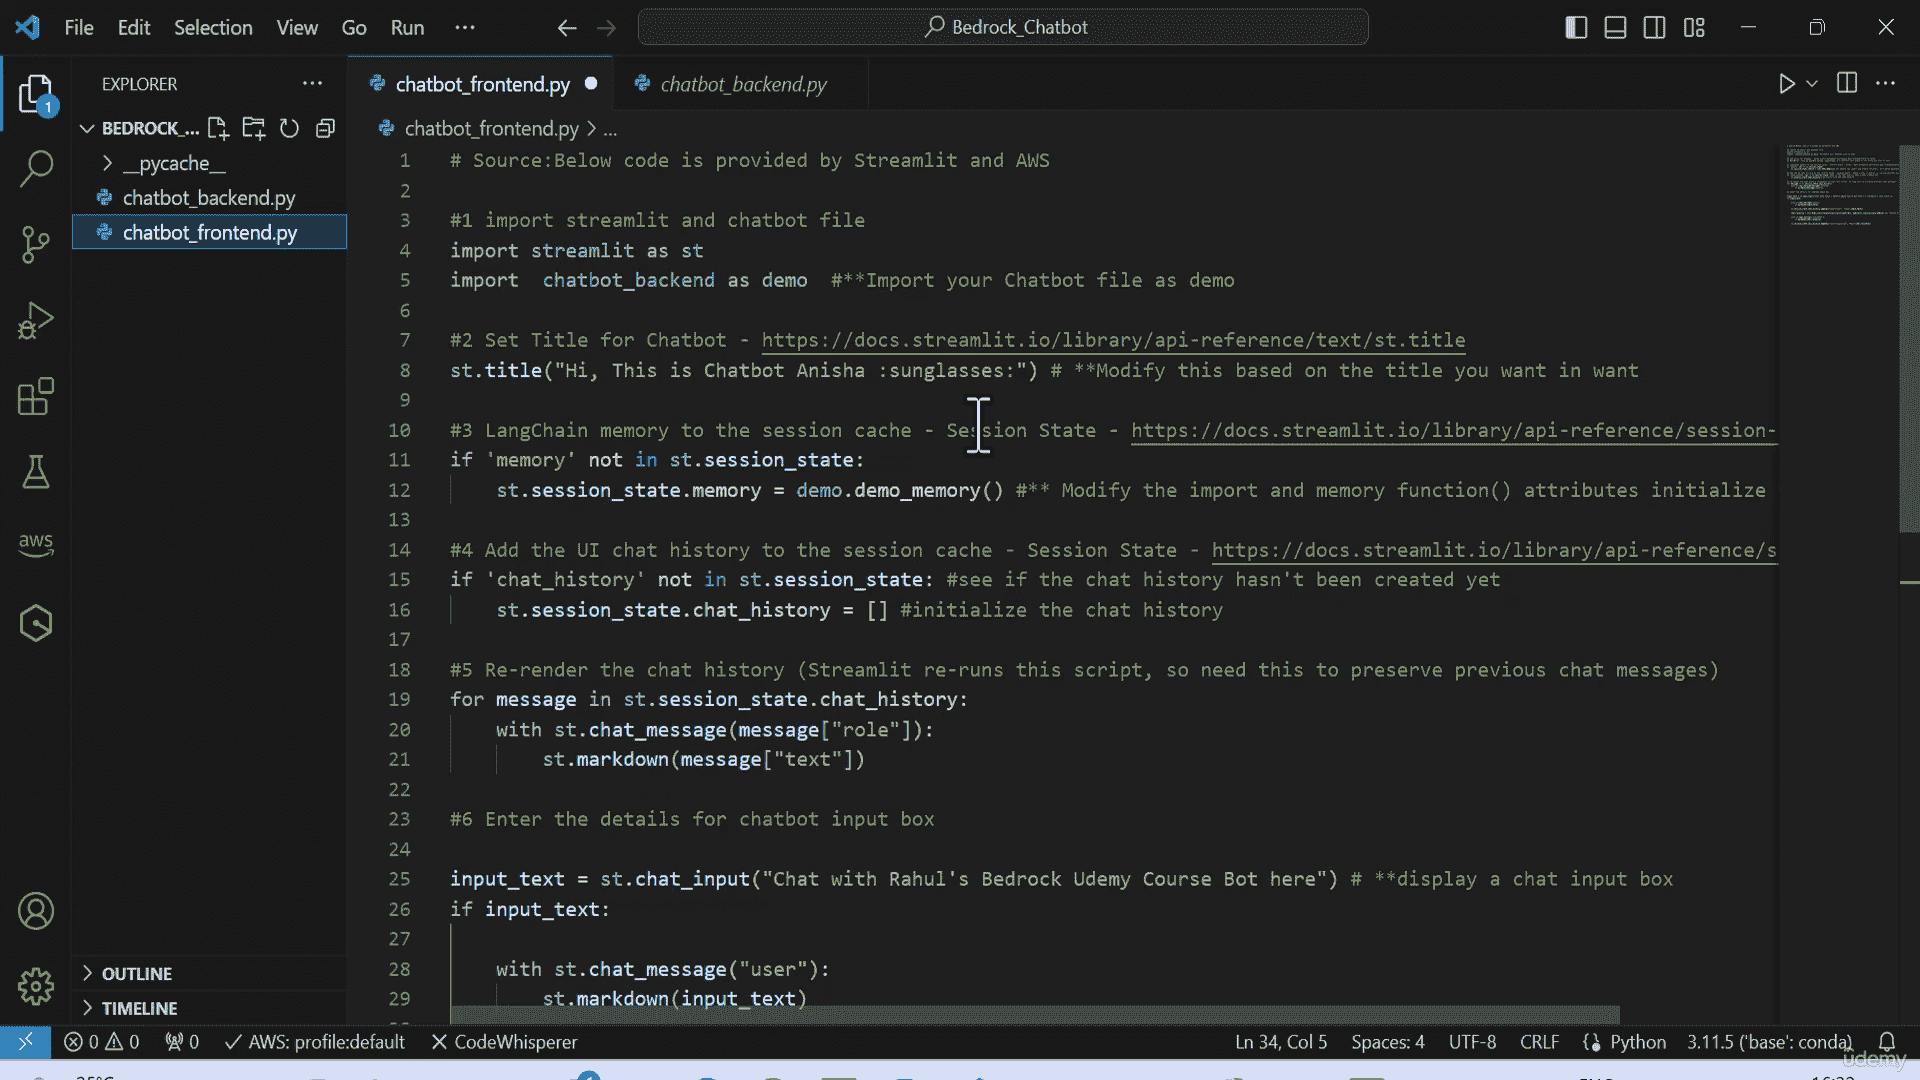 File Edit Selection View Go Run ...
Bedrock_Chatbot
EXPLORER
1
BEDROCK_...
__pycache__
chatbot_backend.py
chatbot_frontend.py
OUTLINE
TIMELINE
aws
chatbot_frontend.py
chatbot_backend.py
chatbot_frontend.py > ...
1 # Source:Below code is provided by Streamlit and AWS
2
3 #1 import streamlit and chatbot file
4 import streamlit as st
5 import  chatbot_backend as demo  #**Import your Chatbot file as demo
6
7 #2 Set Title for Chatbot - https://docs.streamlit.io/library/api-reference/text/st.title
8 st.title("Hi, This is Chatbot Anisha :sunglasses:") # **Modify this based on the title you want in want
9
10 #3 LangChain memory to the session cache - Session State - https://docs.streamlit.io/library/api-reference/session-
11 if 'memory' not in st.session_state:
12     st.session_state.memory = demo.demo_memory() #** Modify the import and memory function() attributes initialize
13
14 #4 Add the UI chat history to the session cache - Session State - https://docs.streamlit.io/library/api-reference/s
15 if 'chat_history' not in st.session_state: #see if the chat history hasn't been created yet
16     st.session_state.chat_history = [] #initialize the chat history
17
18 #5 Re-render the chat history (Streamlit re-runs this script, so need this to preserve previous chat messages)
19 for message in st.session_state.chat_history:
20     with st.chat_message(message["role"]):
21         st.markdown(message["text"])
22
23 #6 Enter the details for chatbot input box
24
25 input_text = st.chat_input("Chat with Rahul's Bedrock Udemy Course Bot here") # **display a chat input box
26 if input_text:
27
28     with st.chat_message("user"):
29         st.markdown(input_text)
0 0 0 AWS: profile:default CodeWhisperer Ln 34, Col 5 Spaces: 4 UTF-8 CRLF Python 3.11.5 ('base': conda)
udemy